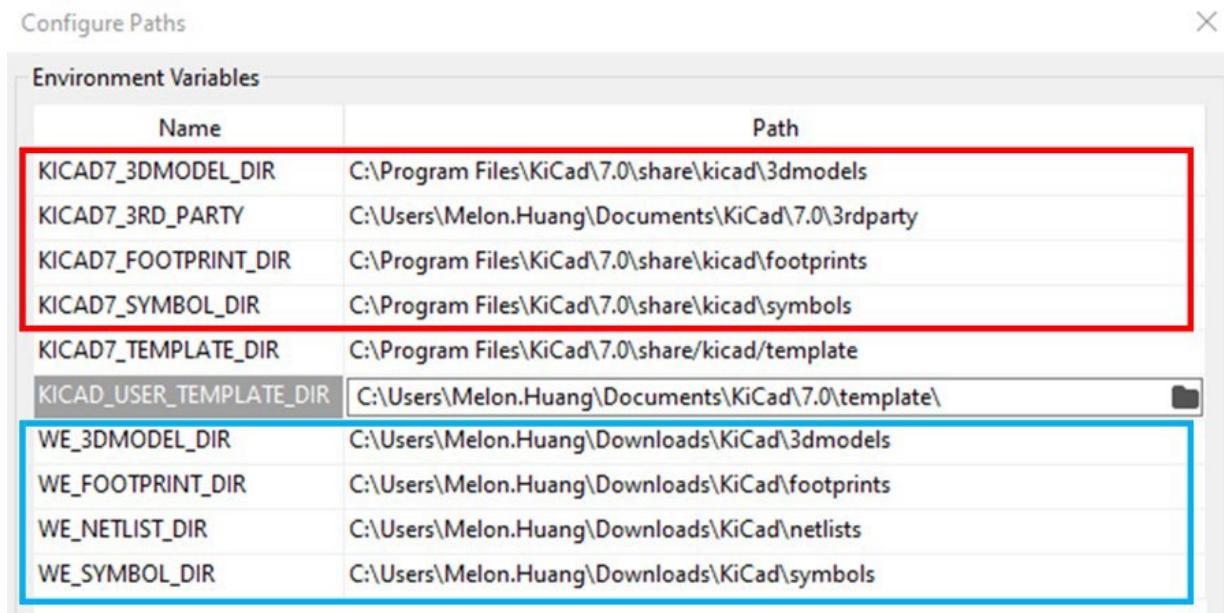 Configure Paths
Environment Variables
Name Path
KICAD7_3DMODEL_DIR C:\Program Files\KiCad\7.0\share\kicad\3dmodels
KICAD7_3RD_PARTY C:\Users\Melon.Huang\Documents\KiCad\7.0\3rdparty
KICAD7_FOOTPRINT_DIR C:\Program Files\KiCad\7.0\share\kicad\footprints
KICAD7_SYMBOL_DIR C:\Program Files\KiCad\7.0\share\kicad\symbols
KICAD7_TEMPLATE_DIR C:\Program Files\KiCad\7.0\share/kicad/template
KICAD_USER_TEMPLATE_DIR C:\Users\Melon.Huang\Documents\KiCad\7.0\template\
WE_3DMODEL_DIR C:\Users\Melon.Huang\Downloads\KiCad\3dmodels
WE_FOOTPRINT_DIR C:\Users\Melon.Huang\Downloads\KiCad\footprints
WE_NETLIST_DIR C:\Users\Melon.Huang\Downloads\KiCad\netlists
WE_SYMBOL_DIR C:\Users\Melon.Huang\Downloads\KiCad\symbols